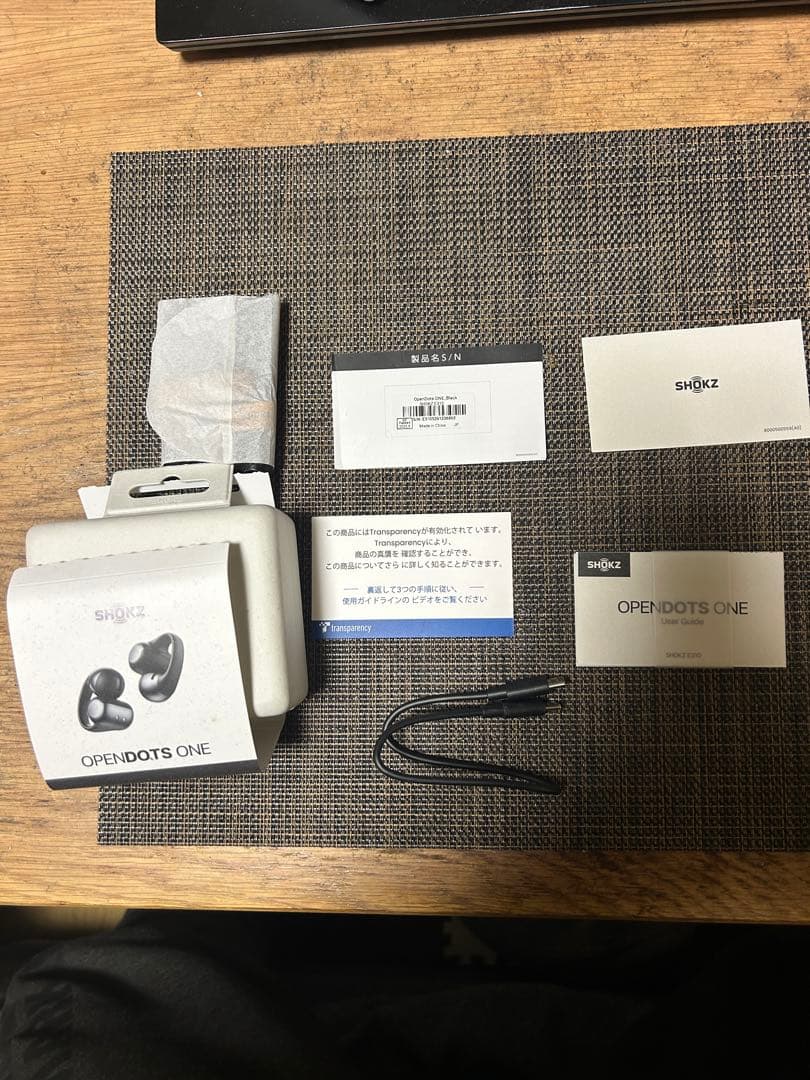 製品名S/N
OpenDots ONE_Black
SHOKZ E310
Made in China
JP
SHOKZ
この商品にはTransparencyが有効化されて います。
Transparencyにより、
商品の真贋を 確認することができ、
この商品についてさら に詳しく知ることができます。
裏返して3つの手順に従い、
使用ガイドラインの ビデオをご覧ください
transparency
SHOKZ
OPENDOTS ONE
User Guide
SHOKZ E310
SHOKZ
OPENDOTS ONE